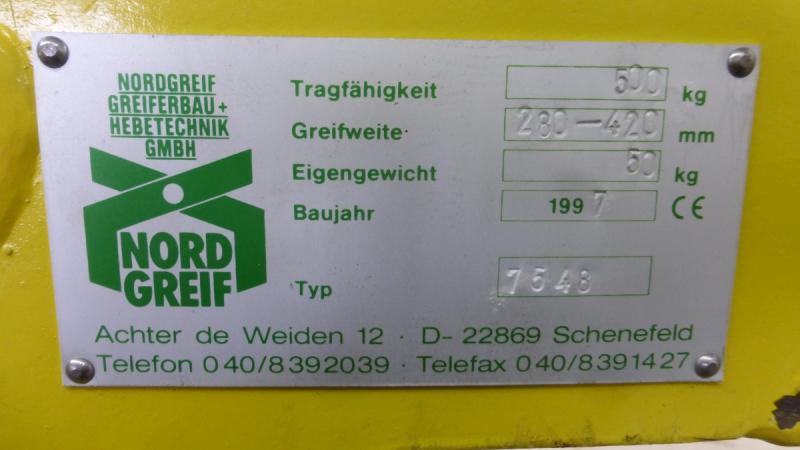 NORDGREIF
GREIFERBAU+
HEBETECHNIK
GMBH
NORD
GREIF
Tragfähigkeit 500 kg
Greifweite 280-420 mm
Eigengewicht 50 kg
Baujahr 1997 CE
Typ 7548
Achter de Weiden 12 · D- 22869 Schenefeld
Telefon 040/8392039 · Telefax 040/8391427